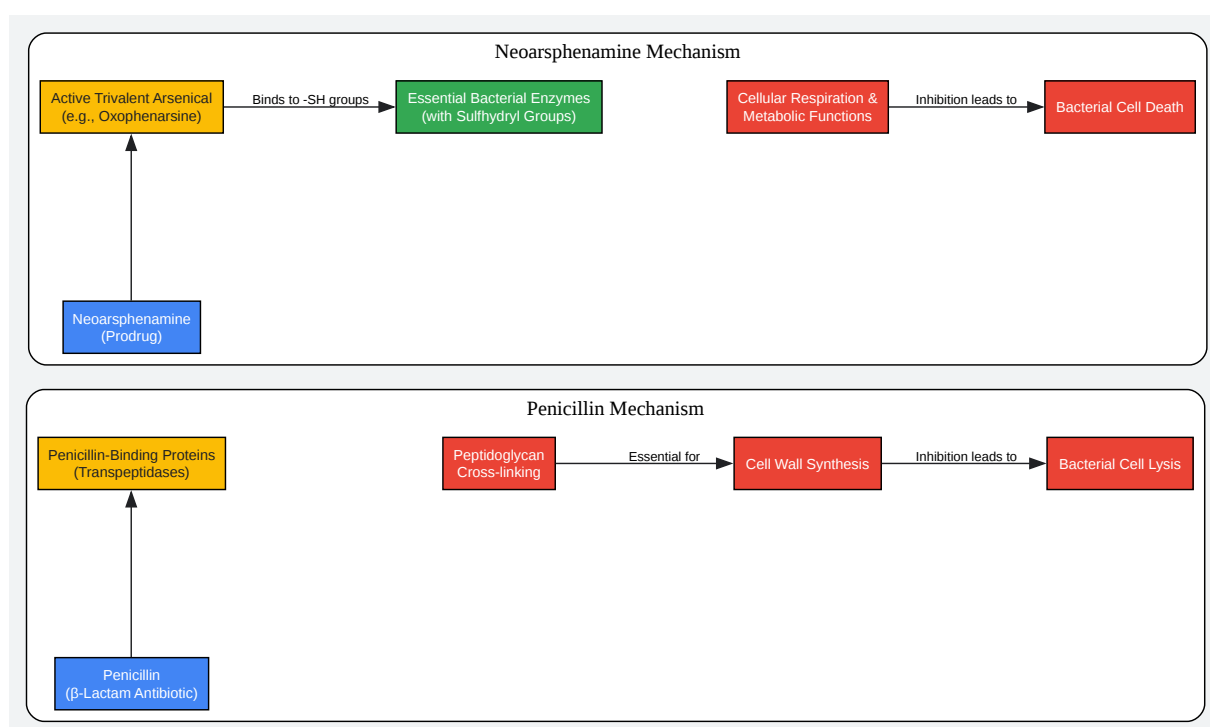 Neoarsphenamine Mechanism
Active Trivalent Arsenical
(e.g., Oxophenarsine)
Binds to -SH groups
Essential Bacterial Enzymes
(with Sulfhydryl Groups)
Cellular Respiration &
Metabolic Functions
Inhibition leads to
Bacterial Cell Death
Neoarsphenamine
(Prodrug)
Penicillin Mechanism
Penicillin-Binding Proteins
(Transpeptidases)
Peptidoglycan
Cross-linking
Essential for
Cell Wall Synthesis
Inhibition leads to
Bacterial Cell Lysis
Penicillin
(β-Lactam Antibiotic)